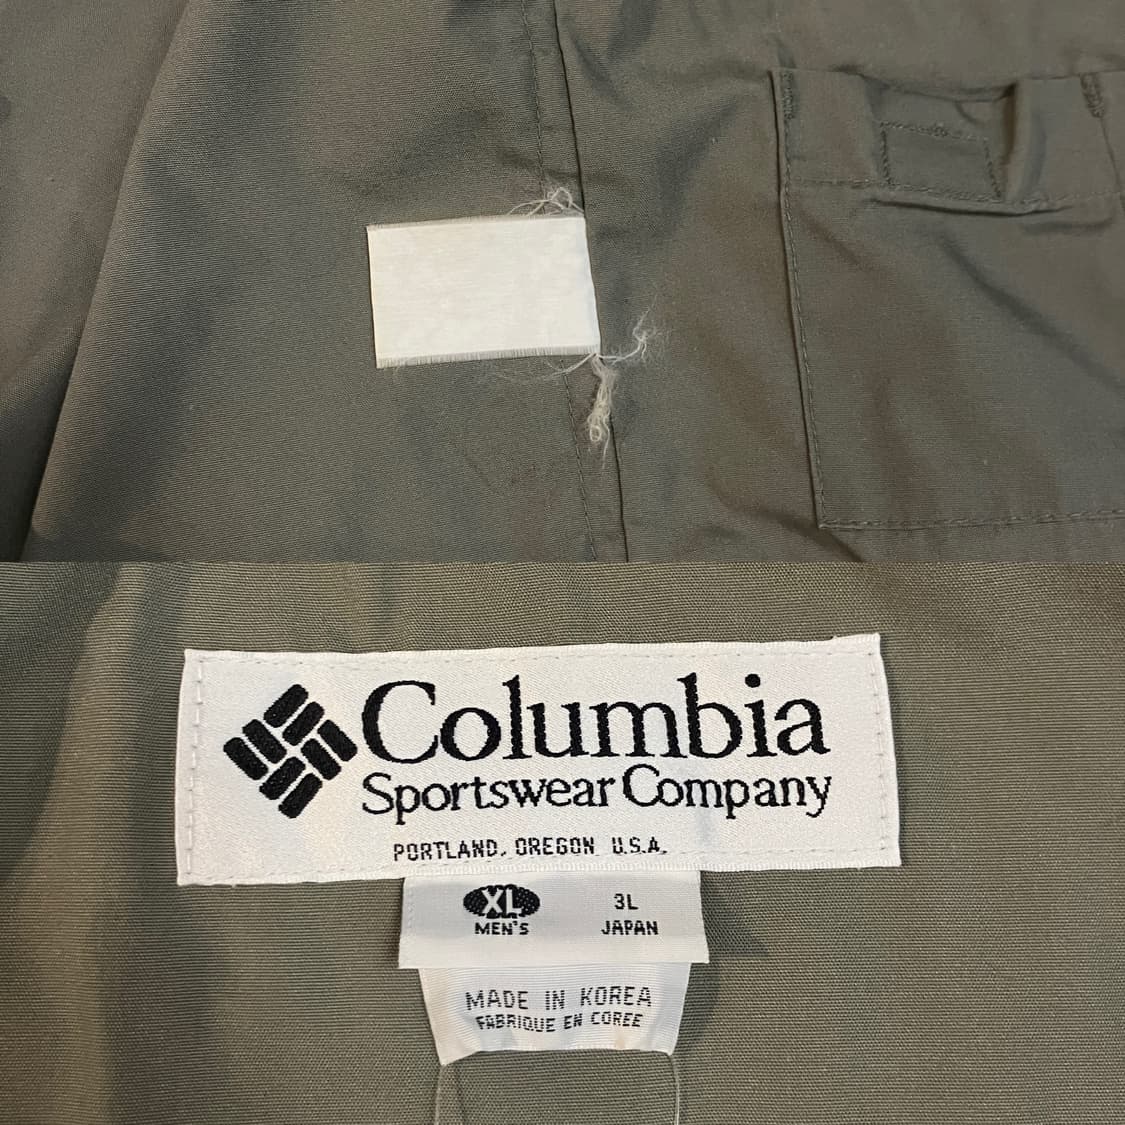 Columbia
Sportswear Company
PORTLAND, OREGON U.S.A.
XL 3L
MEN'S JAPAN
MADE IN KOREA
FABRIQUE EN COREE